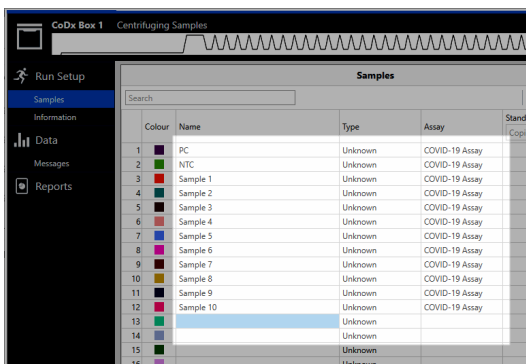 CoDx Box 1 Centrifuging Samples
Run Setup
Samples
Information
Data
Messages
Reports
Samples
Search
Colour Name Type Assay Stand
Copi
1 PC Unknown COVID-19 Assay
2 NTC Unknown COVID-19 Assay
3 Sample 1 Unknown COVID-19 Assay
4 Sample 2 Unknown COVID-19 Assay
5 Sample 3 Unknown COVID-19 Assay
6 Sample 4 Unknown COVID-19 Assay
7 Sample 5 Unknown COVID-19 Assay
8 Sample 6 Unknown COVID-19 Assay
9 Sample 7 Unknown COVID-19 Assay
10 Sample 8 Unknown COVID-19 Assay
11 Sample 9 Unknown COVID-19 Assay
12 Sample 10 Unknown COVID-19 Assay
13 Unknown
14 Unknown
15 Unknown
16 Unknown